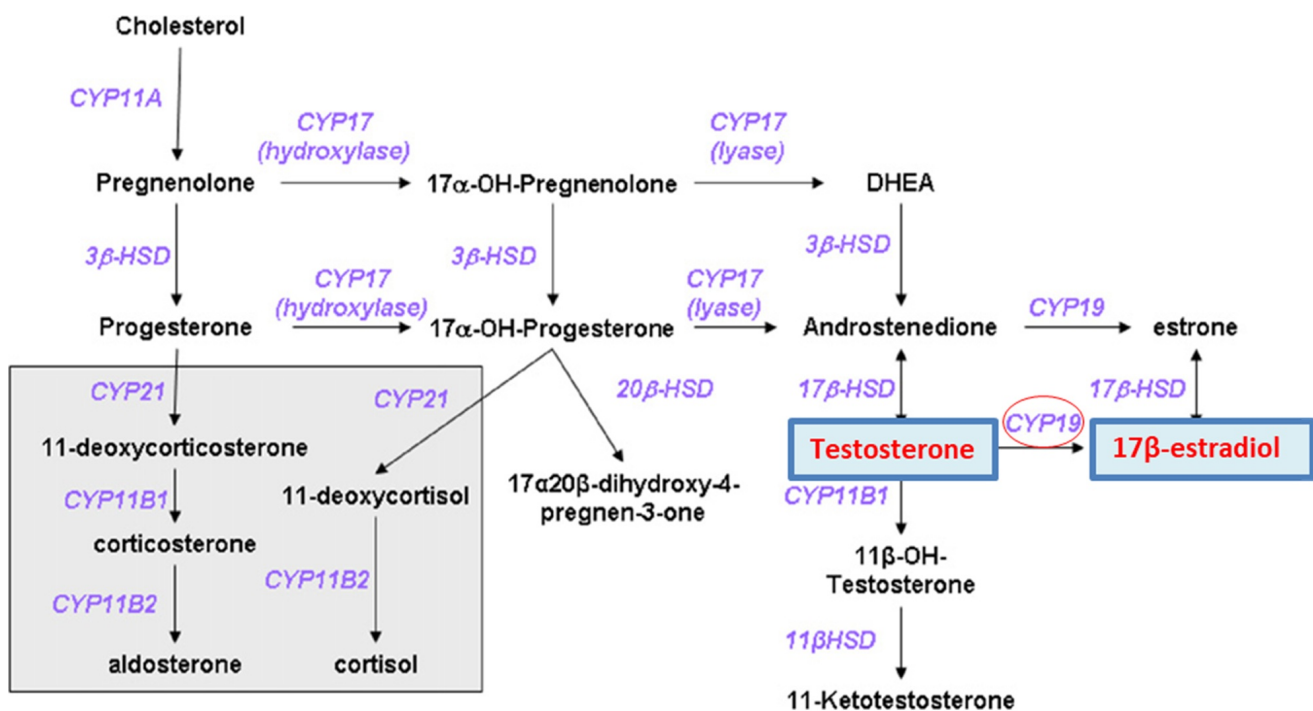 Cholesterol
CYP11A
CYP17
(hydroxylase)
CYP17
(lyase)
Pregnenolone
17α-OH-Pregnenolone
DHEA
3β-HSD
3β-HSD
3β-HSD
CYP17
(hydroxylase)
CYP17
(lyase)
CYP19
Progesterone
17α-OH-Progesterone
Androstenedione
estrone
CYP21
CYP21
20β-HSD
17β-HSD
17β-HSD
CYP19
11-deoxycorticosterone
Testosterone
17β-estradiol
CYP11B1
11-deoxycortisol
17α20β-dihydroxy-4-
pregnen-3-one
CYP11B1
corticosterone
11β-OH-
Testosterone
CYP11B2
CYP11B2
11βHSD
aldosterone
cortisol
11-Ketotestosterone